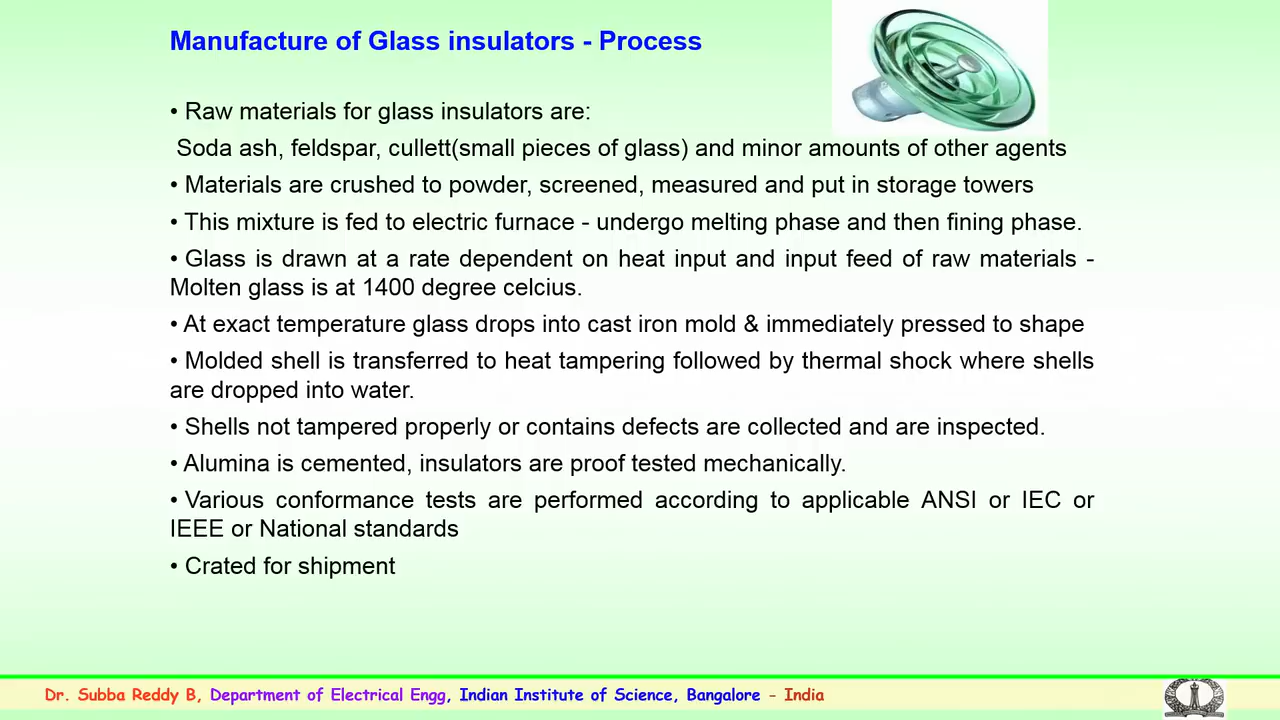 Manufacture of Glass insulators - Process
• Raw materials for glass insulators are:
Soda ash, feldspar, cullett(small pieces of glass) and minor amounts of other agents
• Materials are crushed to powder, screened, measured and put in storage towers
• This mixture is fed to electric furnace - undergo melting phase and then fining phase.
• Glass is drawn at a rate dependent on heat input and input feed of raw materials -
Molten glass is at 1400 degree celcius.
• At exact temperature glass drops into cast iron mold & immediately pressed to shape
• Molded shell is transferred to heat tampering followed by thermal shock where shells
are dropped into water.
• Shells not tampered properly or contains defects are collected and are inspected.
• Alumina is cemented, insulators are proof tested mechanically.
• Various conformance tests are performed according to applicable ANSI or IEC or
IEEE or National standards
• Crated for shipment
Dr. Subba Reddy B, Department of Electrical Engg, Indian Institute of Science, Bangalore - India